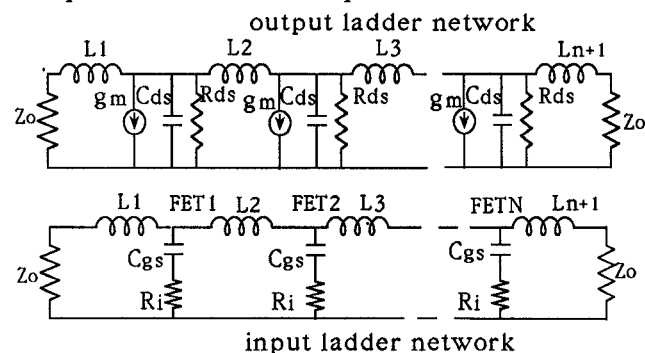 output ladder network
L1 L2 L3 Ln+1
Zo gm Cds Rds gm Cds Rds gm Cds Rds Zo
L1 FET1 L2 FET2 L3 FETN Ln+1
Zo Cgs Cgs Cgs Zo
Ri Ri Ri
input ladder network